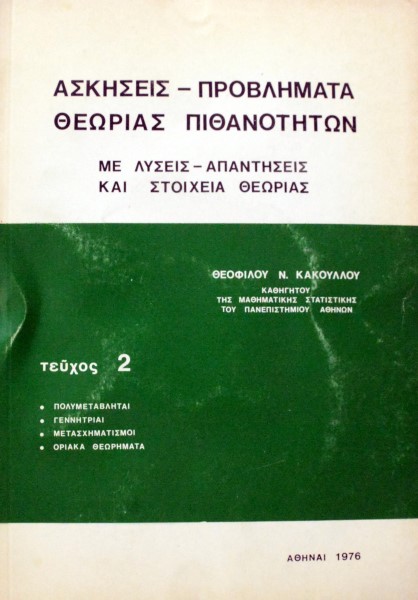 ΑΣΚΗΣΕΙΣ – ΠΡΟΒΛΗΜΑΤΑ
ΘΕΩΡΙΑΣ ΠΙΘΑΝΟΤΗΤΩΝ
ΜΕ ΛΥΣΕΙΣ – ΑΠΑΝΤΗΣΕΙΣ
ΚΑΙ ΣΤΟΙΧΕΙΑ ΘΕΩΡΙΑΣ
ΘΕΟΦΙΛΟΥ Ν. ΚΑΚΟΥΛΛΟΥ
ΚΑΘΗΓΗΤΟΥ
ΤΗΣ ΜΑΘΗΜΑΤΙΚΗΣ ΣΤΑΤΙΣΤΙΚΗΣ
ΤΟΥ ΠΑΝΕΠΙΣΤΗΜΙΟΥ ΑΘΗΝΩΝ
τεῦχος 2
• ΠΟΛΥΜΕΤΑΒΛΗΤΑΙ
• ΓΕΝΝΗΤΡΙΑΙ
• ΜΕΤΑΣΧΗΜΑΤΙΣΜΟΙ
• ΟΡΙΑΚΑ ΘΕΩΡΗΜΑΤΑ
ΑΘΗΝΑΙ 1976